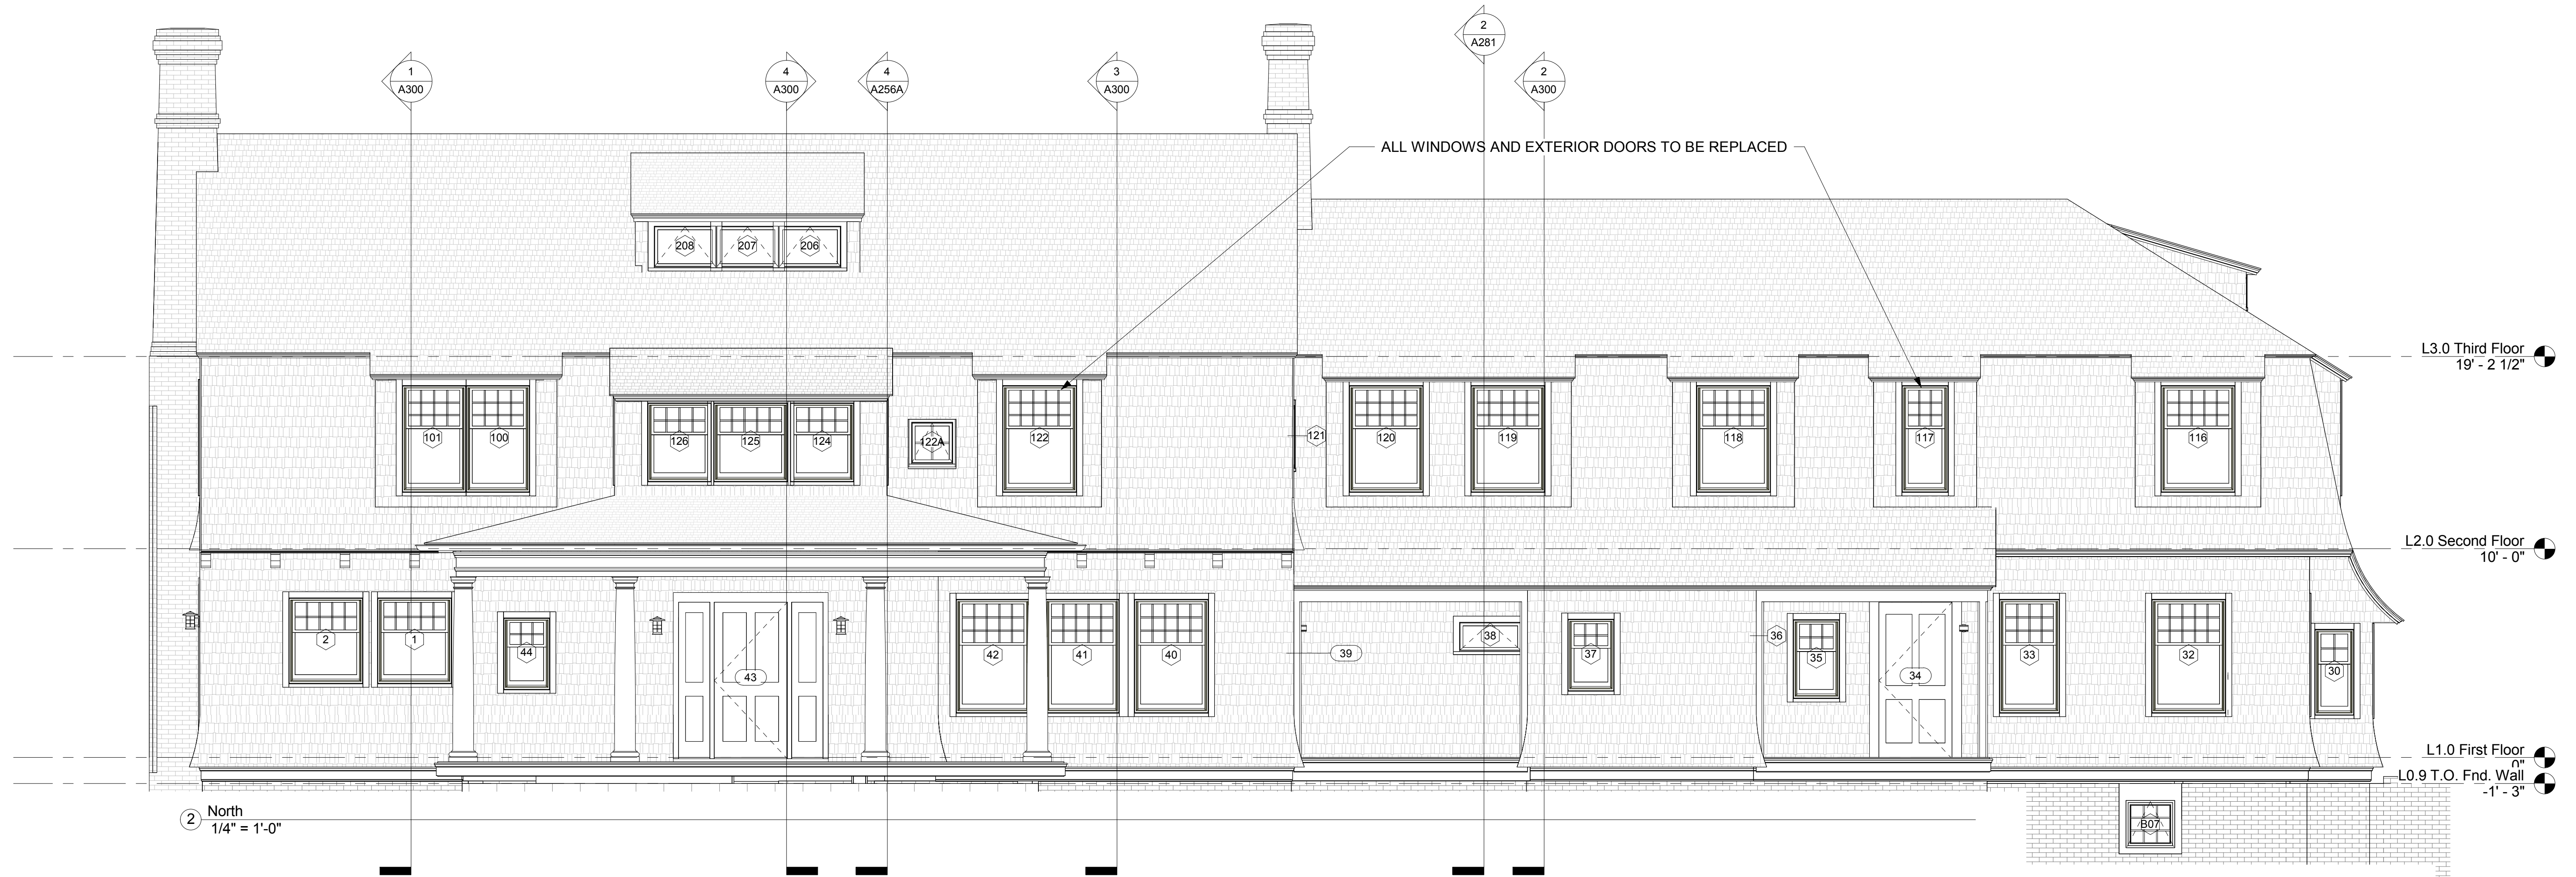 2
A281
1
A300
4
A300
4
A256A
3
A300
2
A300
ALL WINDOWS AND EXTERIOR DOORS TO BE REPLACED
208
207
206
L3.0 Third Floor
19' - 2 1/2"
101
100
126
125
124
122A
122
121
120
119
118
117
116
L2.0 Second Floor
10' - 0"
2
1
44
43
42
41
40
39
38
37
36
35
34
33
32
30
L1.0 First Floor
0"
L0.9 T.O. Fnd. Wall
-1' - 3"
2
North
1/4" = 1'-0"
B07